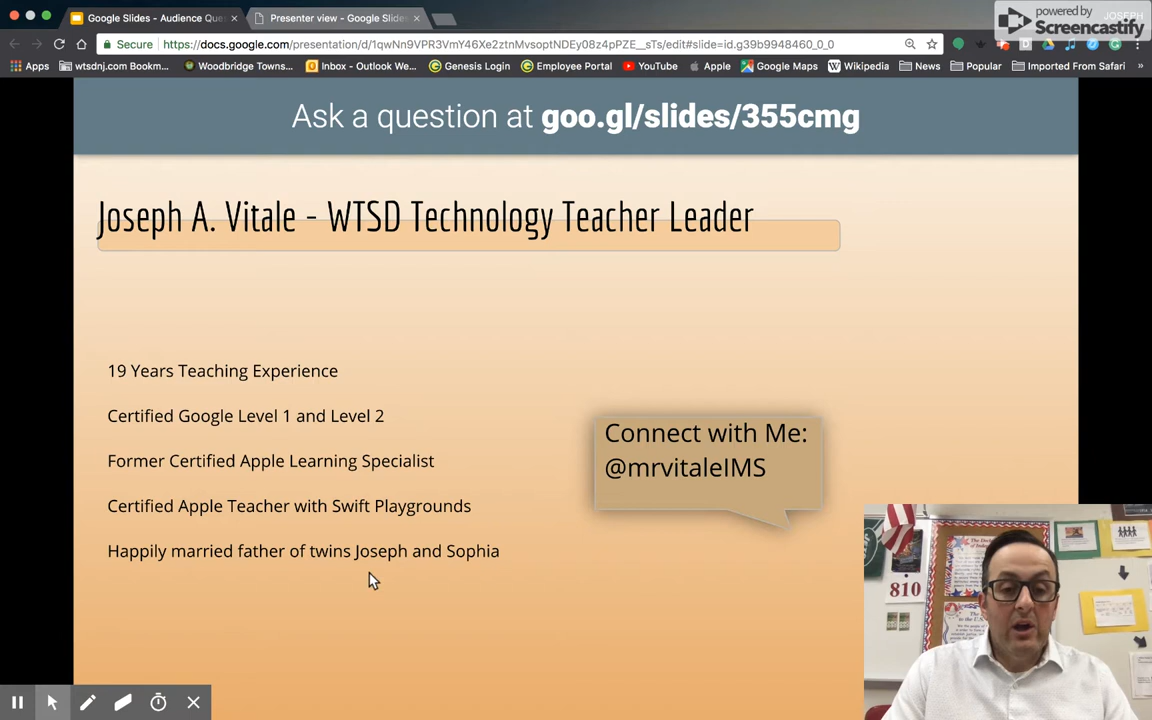 Google Slides - Audience Que
Presenter view - Google Slide
powered by
Screencastify
Secure
https://docs.google.com/presentation/d/1qwNn9VPR3VmY46Xe2ztnMvsoptNDEy08z4pPZE__sTs/edit#slide=id.g39b9948460_0_0
Apps
wtsdnj.com Bookm...
Woodbridge Towns...
Inbox - Outlook We...
Genesis Login
Employee Portal
YouTube
Apple
Google Maps
Wikipedia
News
Popular
Imported From Safari
»
Ask a question at goo.gl/slides/355cmg
Joseph A. Vitale - WTSD Technology Teacher Leader
19 Years Teaching Experience
Certified Google Level 1 and Level 2
Former Certified Apple Learning Specialist
Certified Apple Teacher with Swift Playgrounds
Happily married father of twins Joseph and Sophia
Connect with Me:
@mrvitaleIMS
810